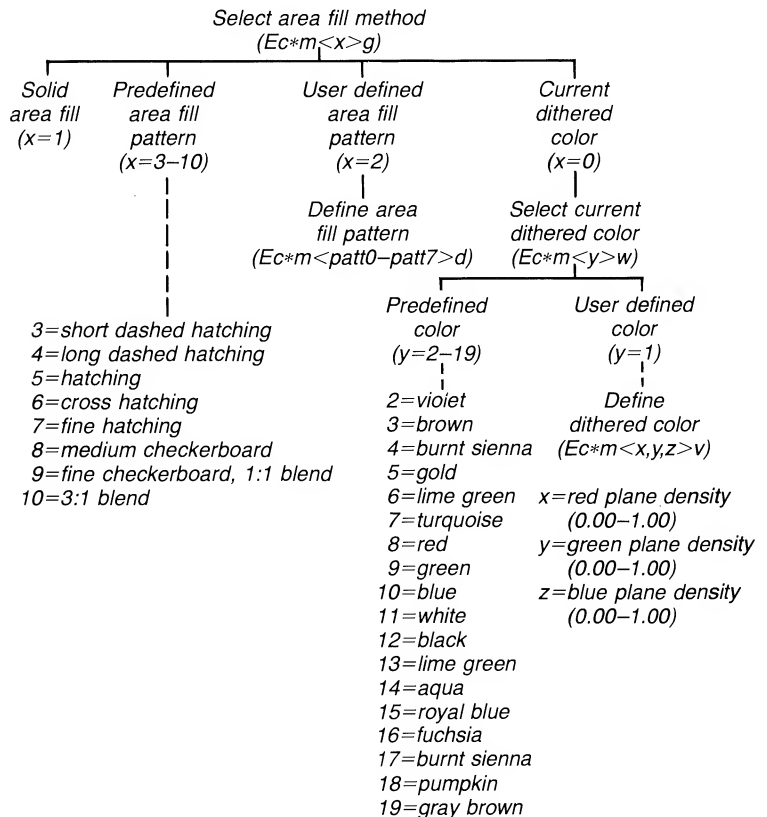 Select area fill method
(Ec*m<x>g)
Solid
area fill
(x=1)
Predefined
area fill
pattern
(x=3–10)
User defined
area fill
pattern
(x=2)
Current
dithered
color
(x=0)
Define area
fill pattern
(Ec*m<patt0–patt7>d)
Select current
dithered color
(Ec*m<y>w)
3=short dashed hatching
4=long dashed hatching
5=hatching
6=cross hatching
7=fine hatching
8=medium checkerboard
9=fine checkerboard, 1:1 blend
10=3:1 blend
Predefined
color
(y=2–19)
2=violet
3=brown
4=burnt sienna
5=gold
6=lime green
7=turquoise
8=red
9=green
10=blue
11=white
12=black
13=lime green
14=aqua
15=royal blue
16=fuchsia
17=burnt sienna
18=pumpkin
19=gray brown
User defined
color
(y=1)
Define
dithered color
(Ec*m<x,y,z>v)
x=red plane density
(0.00–1.00)
y=green plane density
(0.00–1.00)
z=blue plane density
(0.00–1.00)